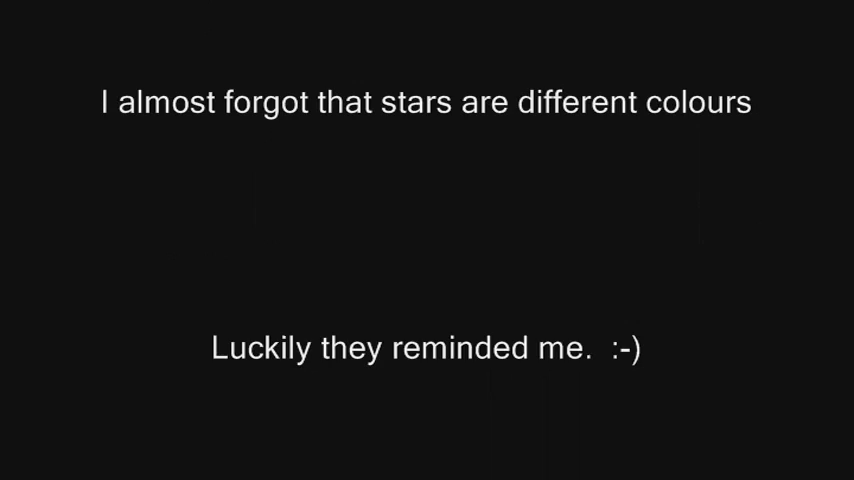 I almost forgot that stars are different colours
Luckily they reminded me.  :-)